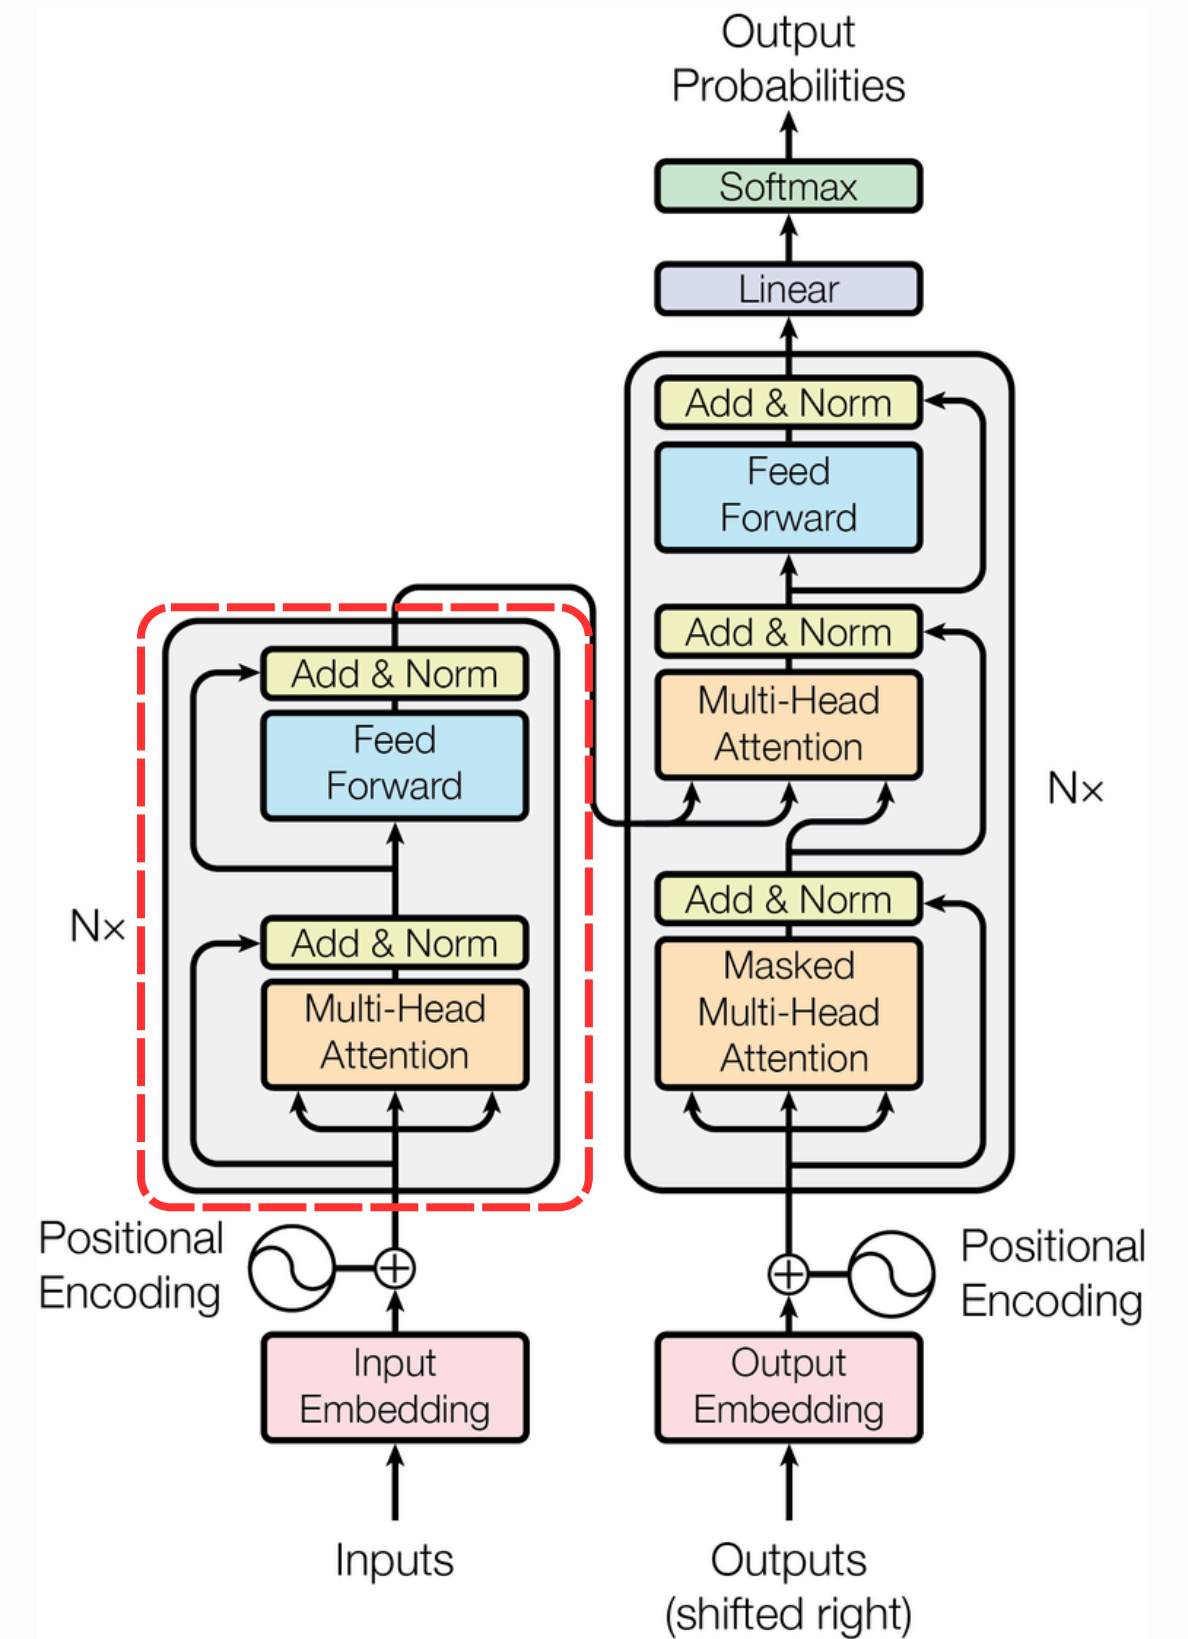 Output
Probabilities
Softmax
Linear
Add & Norm
Feed
Forward
Add & Norm
Multi-Head
Attention
Nx
Add & Norm
Masked
Multi-Head
Attention
Add & Norm
Feed
Forward
Nx
Add & Norm
Multi-Head
Attention
Positional
Encoding
Positional
Encoding
Input
Embedding
Output
Embedding
Inputs
Outputs
(shifted right)